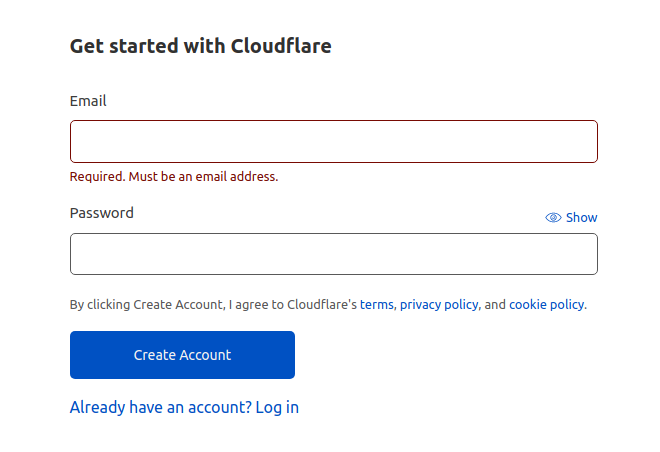 Get started with Cloudflare
Email
Required. Must be an email address.
Password
Show
By clicking Create Account, I agree to Cloudflare's terms, privacy policy, and cookie policy.
Create Account
Already have an account? Log in